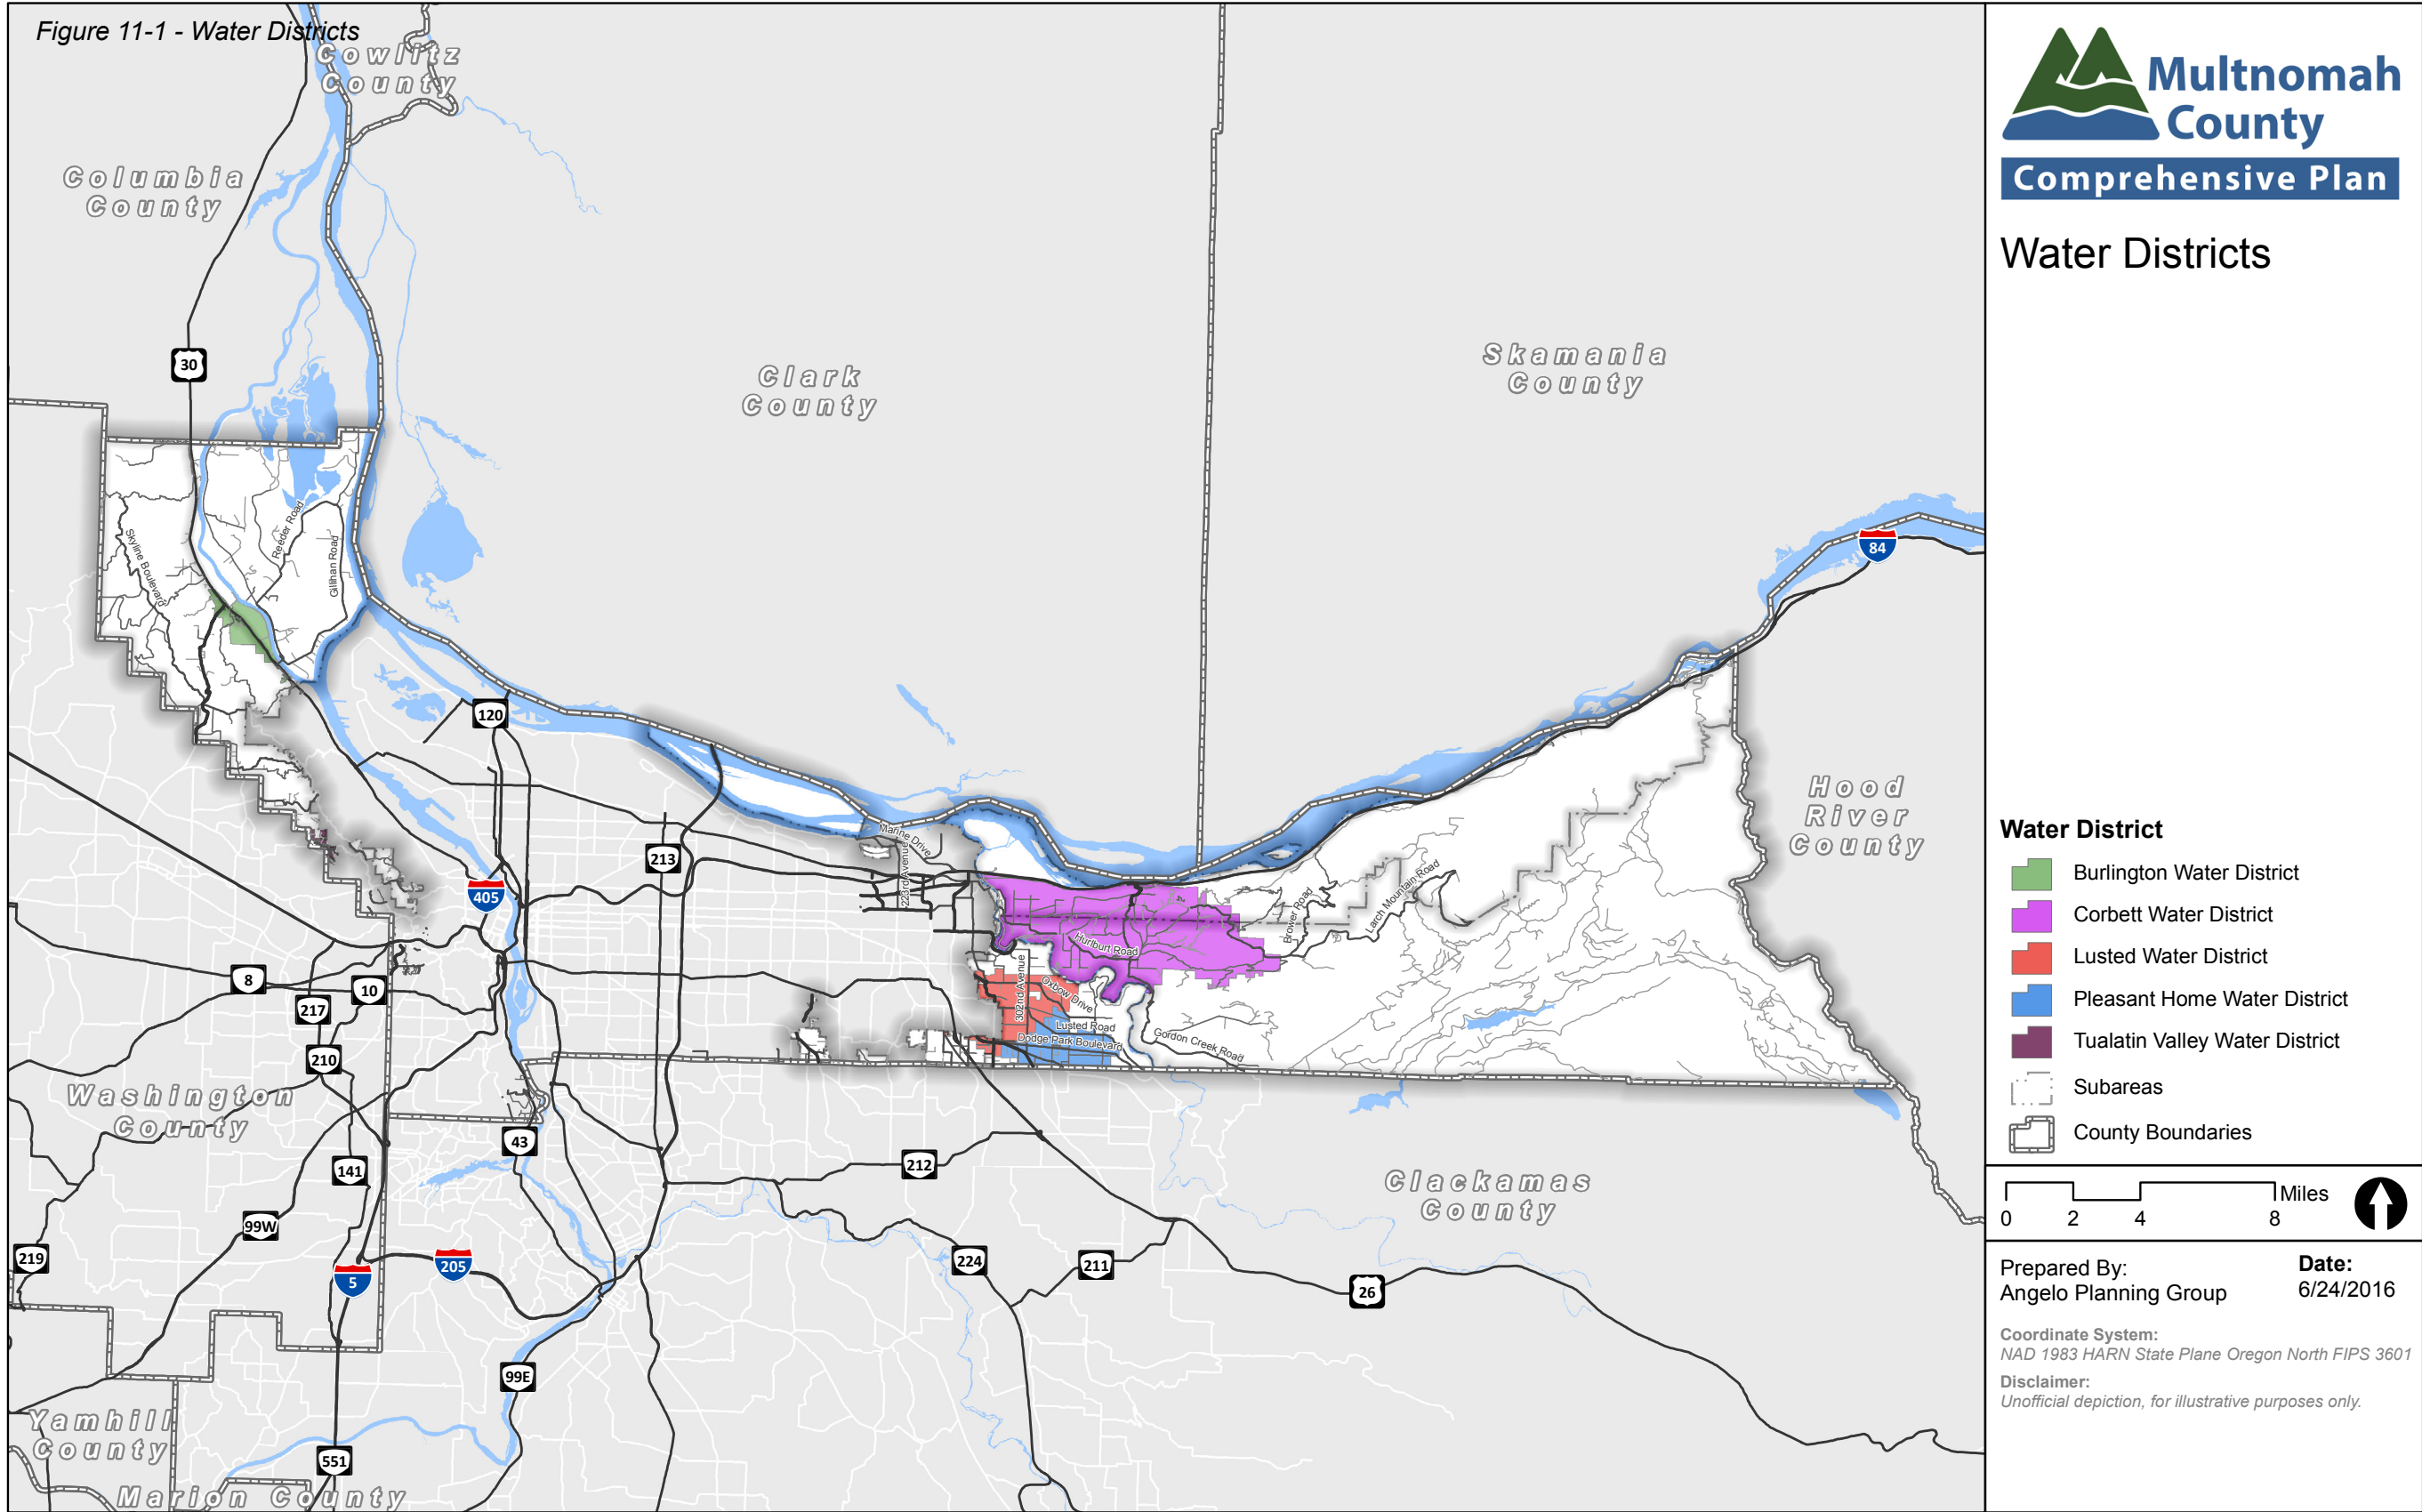 Figure 11-1 - Water Districts
Cowlitz
County
Columbia
County
30
Clark
County
Skamania
County
84
Skyline Boulevard
Reeder Road
Gillihan Road
120
Hood
River
County
Marine Drive
223rd Avenue
213
405
Hurlburt Road
Brower Road
Larch Mountain Road
302nd Avenue
Oxbow Drive
Lusted Road
Dodge Park Boulevard
Gordon Creek Road
8
10
217
210
Washington
County
43
141
212
Clackamas
County
99W
219
5
205
224
211
26
99E
Yamhill
County
551
Marion County
Multnomah
County
Comprehensive Plan
Water Districts
Water District
Burlington Water District
Corbett Water District
Lusted Water District
Pleasant Home Water District
Tualatin Valley Water District
Subareas
County Boundaries
Miles
0 2 4 8
Prepared By:
Angelo Planning Group
Date:
6/24/2016
Coordinate System:
NAD 1983 HARN State Plane Oregon North FIPS 3601
Disclaimer:
Unofficial depiction, for illustrative purposes only.